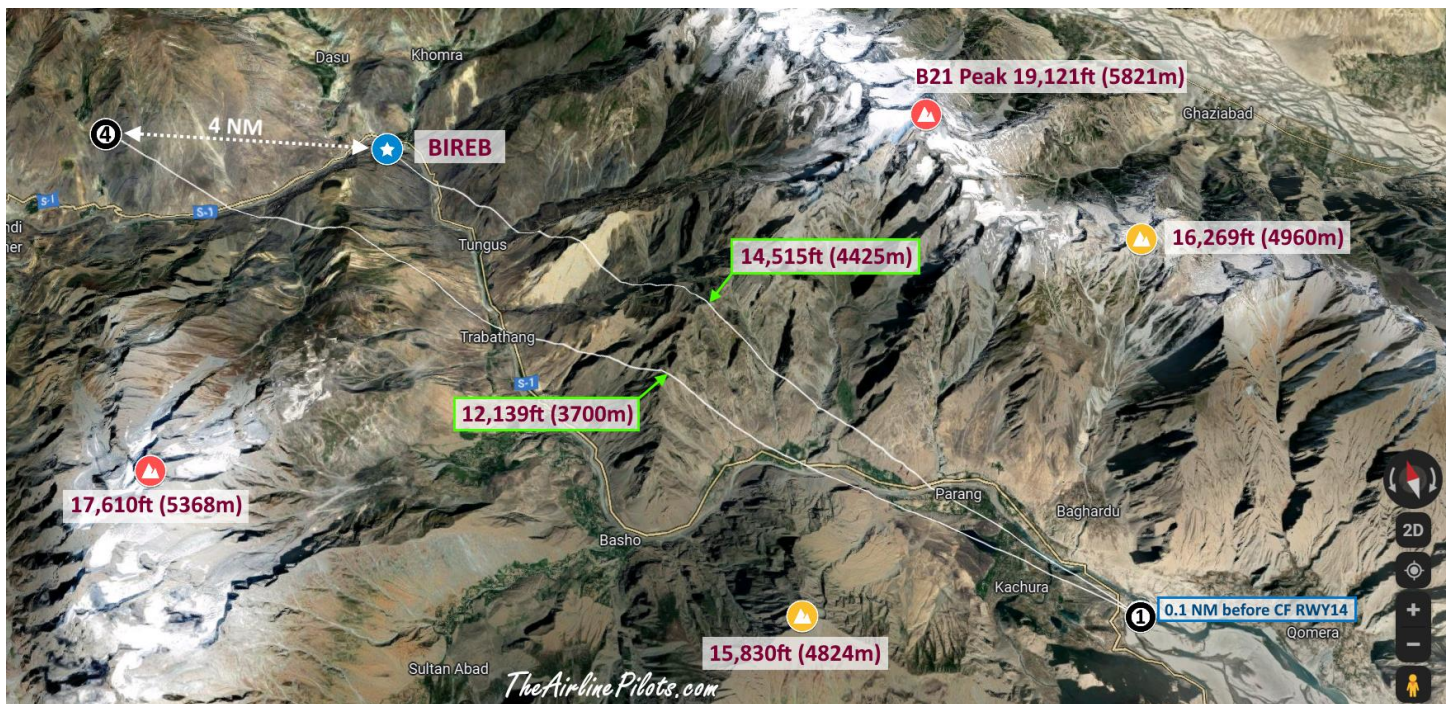 Dasu
Khomra
B21 Peak 19,121ft (5821m)
Ghaziabad
4
4 NM
BIREB
S-1
S-1
ndi
ner
Tungus
14,515ft (4425m)
16,269ft (4960m)
Trabathang
S-1
12,139ft (3700m)
17,610ft (5368m)
Parang
Baghardu
2D
Basho
Kachura
1
0.1 NM before CF RWY14
Qomera
+
15,830ft (4824m)
−
Sultan Abad
TheAirlinePilots.com